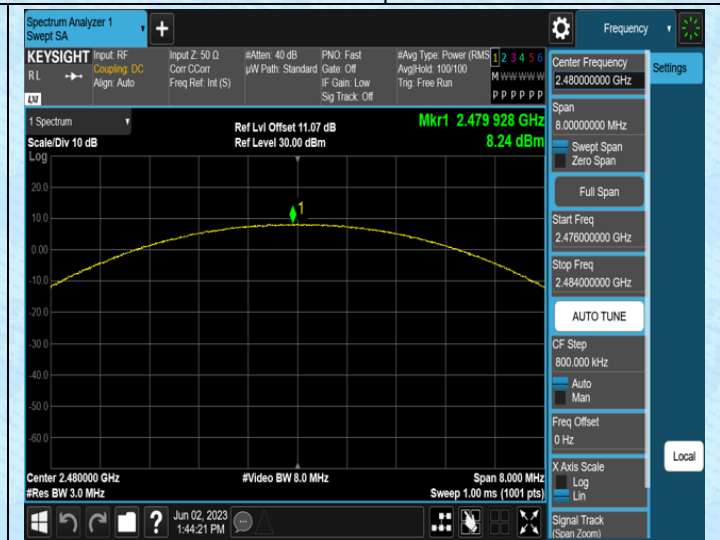 Spectrum Analyzer 1
Swept SA
+
Frequency
KEYSIGHT
RL
LXI
Input: RF
Coupling: DC
Align: Auto
Input Z: 50 Ω
Corr CCorr
Freq Ref: Int (S)
#Atten: 40 dB
µW Path: Standard
PNO: Fast
Gate: Off
IF Gain: Low
Sig Track: Off
#Avg Type: Power (RMS
Avg|Hold: 100/100
Trig: Free Run
1 2 3 4 5 6
M W W W W W
P P P P P P
1 Spectrum
Scale/Div 10 dB
Log
Ref Lvl Offset 11.07 dB
Ref Level 30.00 dBm
Mkr1 2.479 928 GHz
8.24 dBm
1
20.0
10.0
0.00
-10.0
-20.0
-30.0
-40.0
-50.0
-60.0
Center 2.480000 GHz
#Res BW 3.0 MHz
#Video BW 8.0 MHz
Span 8.000 MHz
Sweep 1.00 ms (1001 pts)
?
Jun 02, 2023
1:44:21 PM
Center Frequency
2.480000000 GHz
Span
8.00000000 MHz
Swept Span
Zero Span
Full Span
Start Freq
2.476000000 GHz
Stop Freq
2.484000000 GHz
AUTO TUNE
CF Step
800.000 kHz
Auto
Man
Freq Offset
0 Hz
X Axis Scale
Log
Lin
Signal Track
(Span Zoom)
Settings
Local